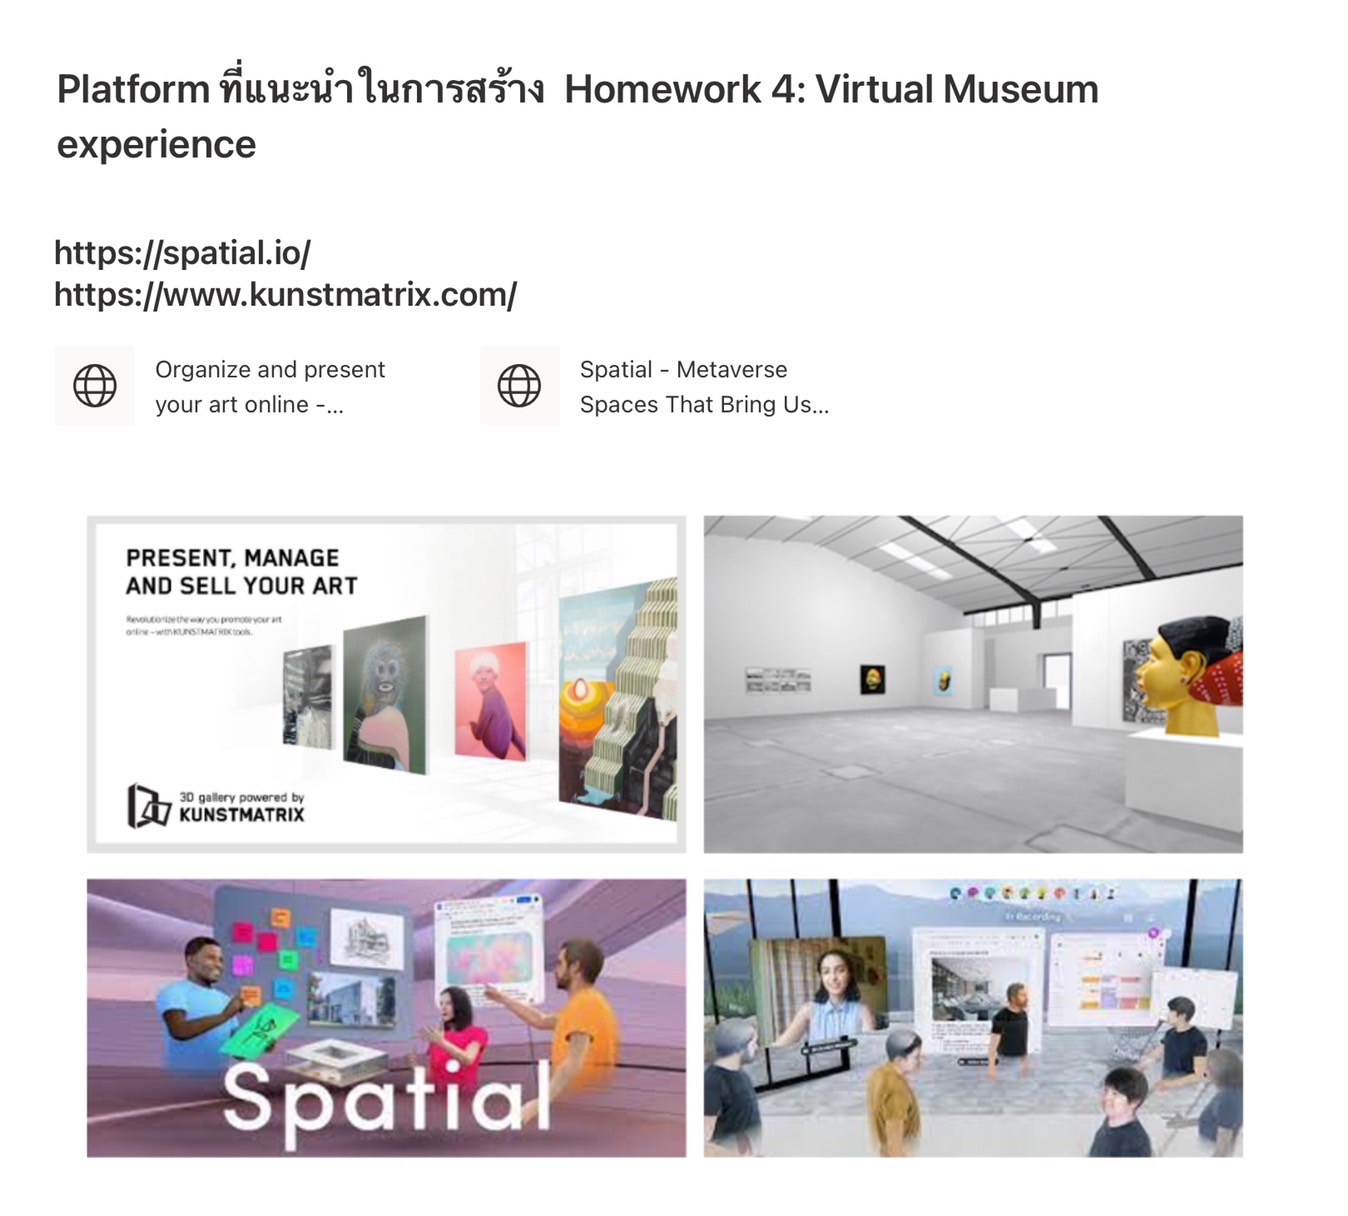 Platform ที่แนะนำในการสร้าง Homework 4: Virtual Museum
experience
https://spatial.io/
https://www.kunstmatrix.com/
Organize and present
your art online -...
Spatial - Metaverse
Spaces That Bring Us...
PRESENT, MANAGE
AND SELL YOUR ART
Revolutionize the way you promote your art
online – with KUNSTMATRIX tools.
3D gallery powered by
KUNSTMATRIX
Spatial